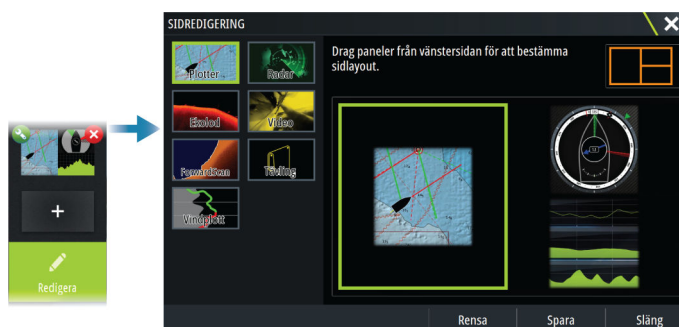 SIDREDIGERING
Plotter
Radar
Ekolod
Video
ForwardScan
Tävling
Vindplott
Drag paneler från vänstersidan för att bestämma
sidlayout.
+
Redigera
Rensa
Spara
Släng